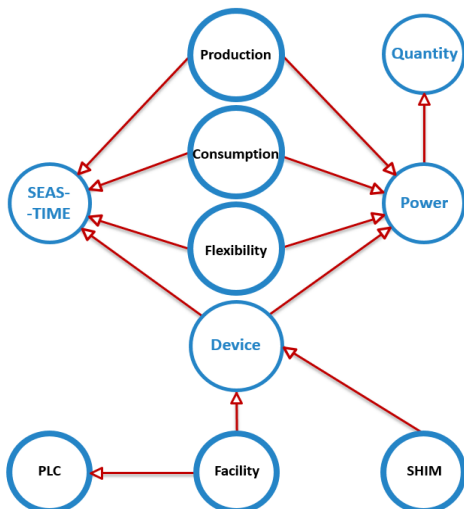 Production
Quantity
Consumption
SEAS-
-TIME
Power
Flexibility
Device
PLC
Facility
SHIM